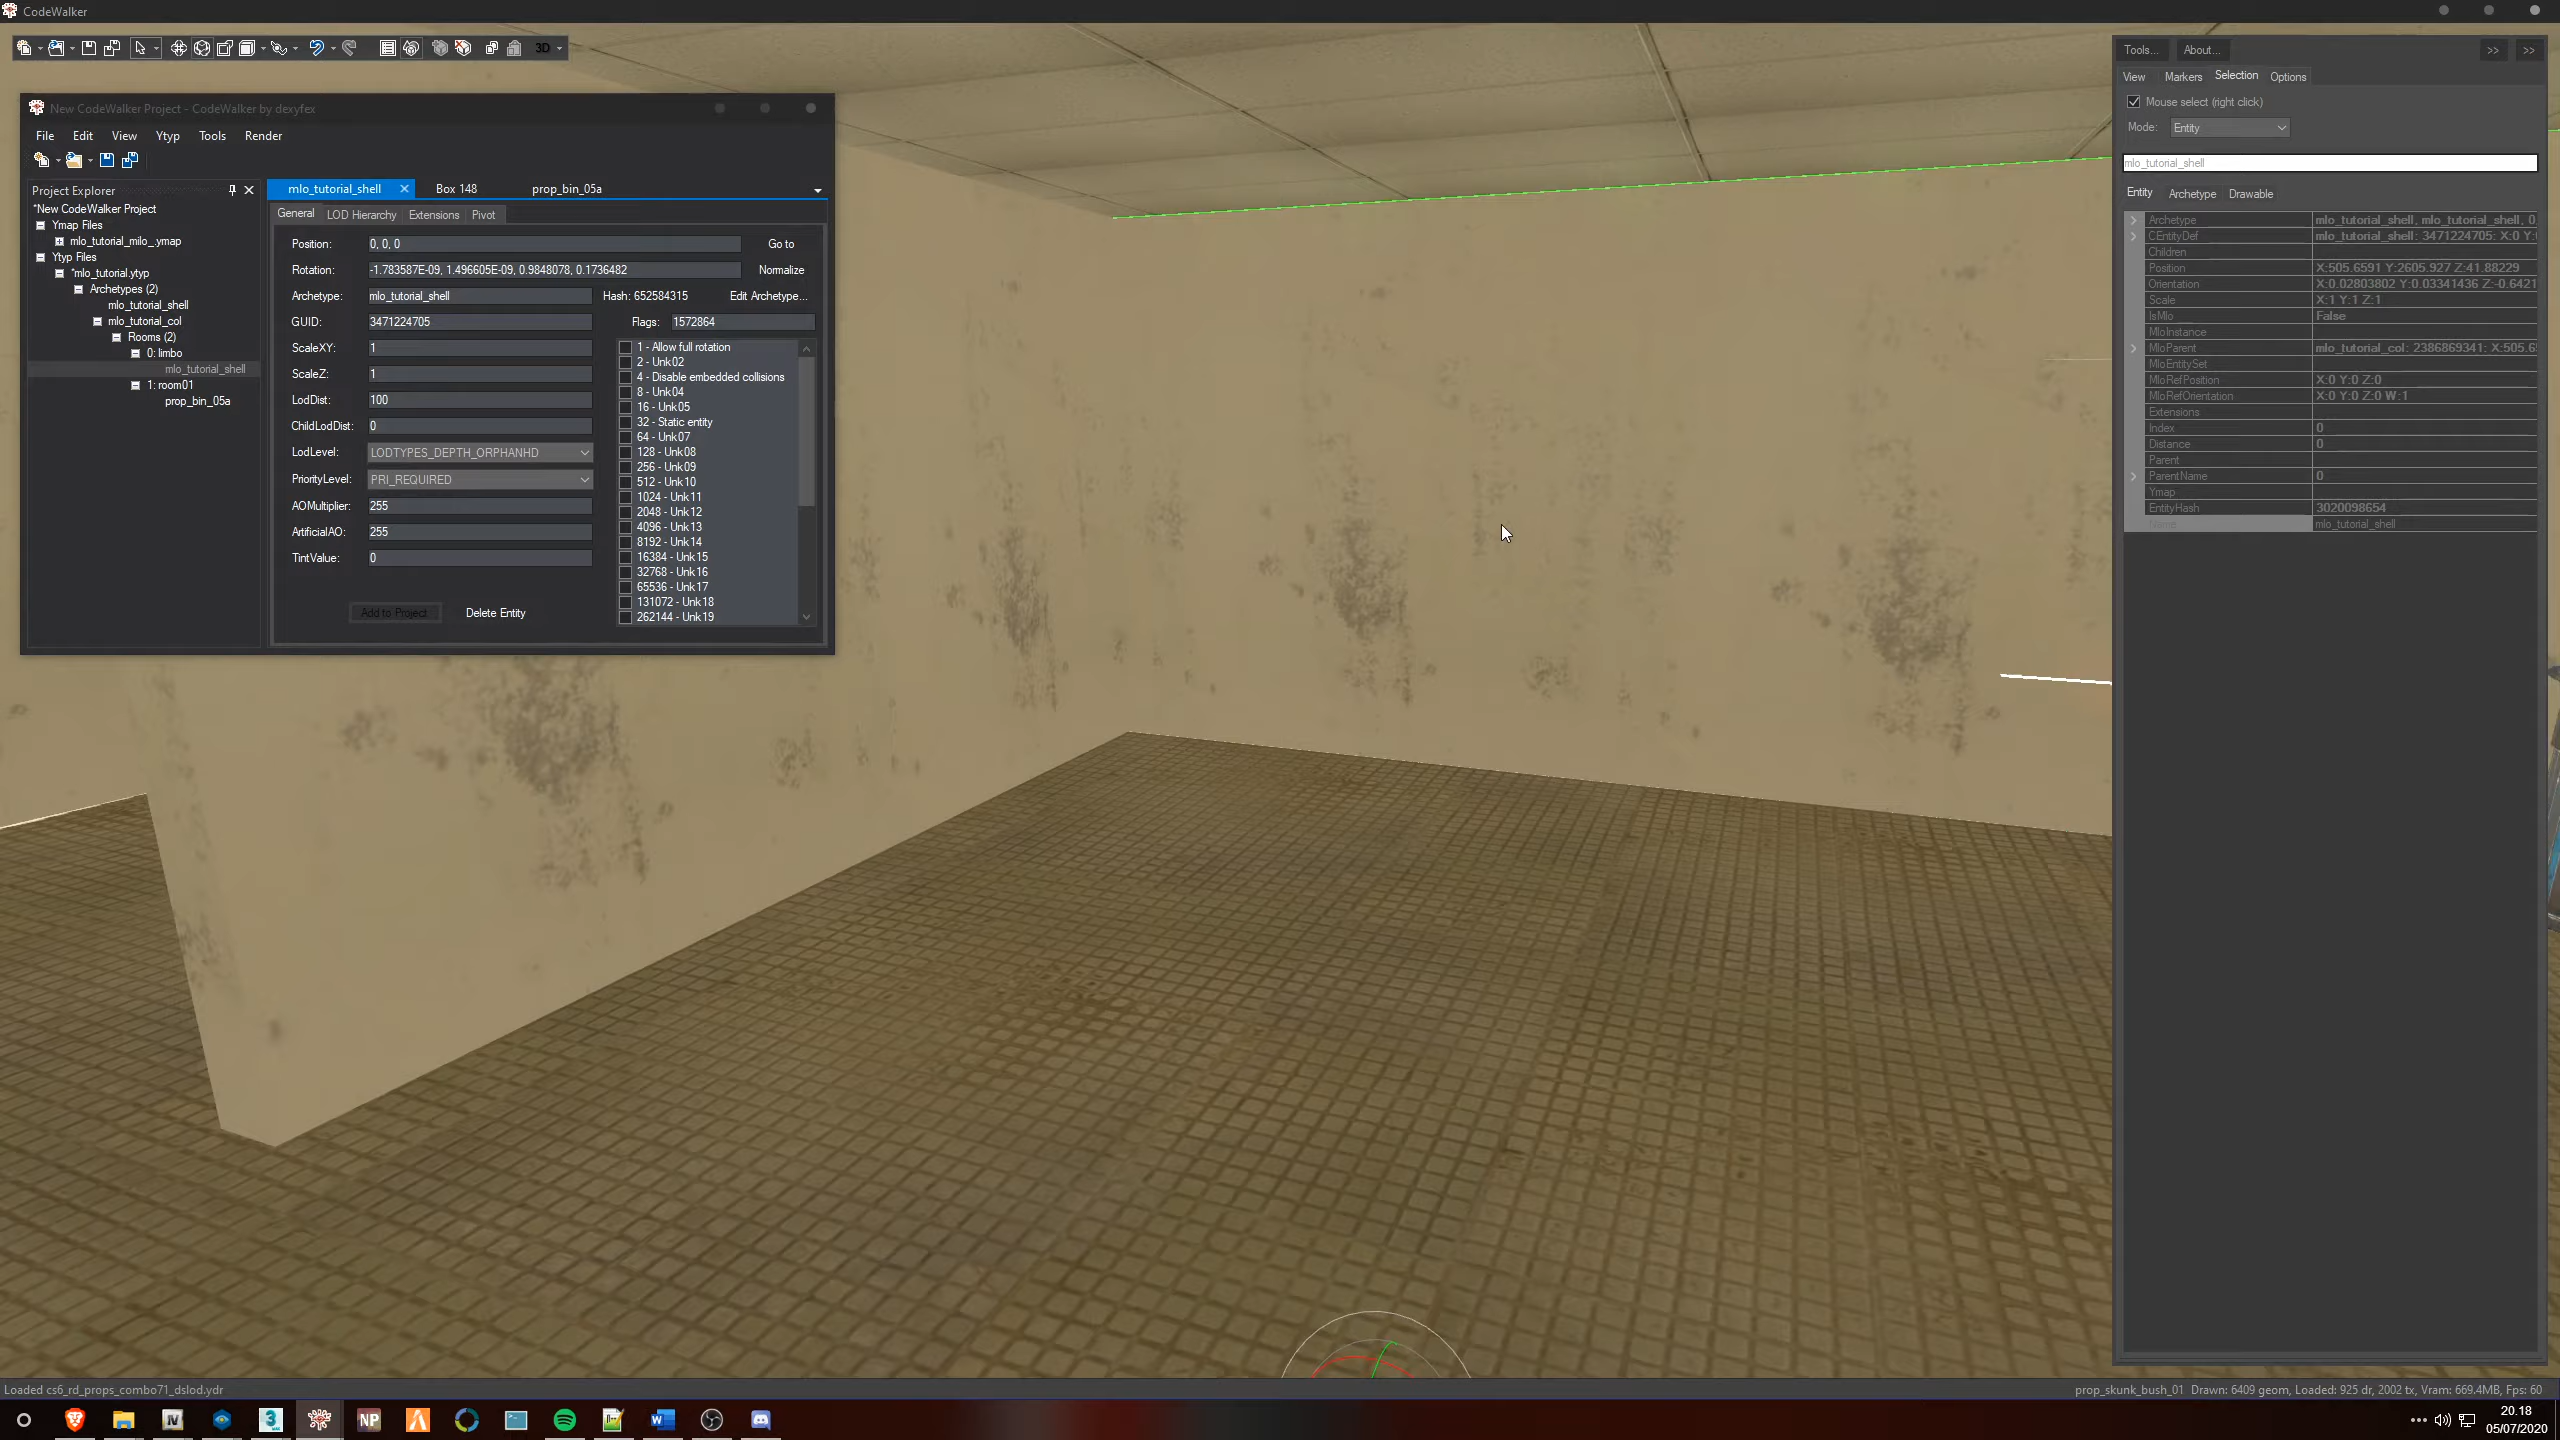 CodeWalker
3D
New CodeWalker Project - CodeWalker by dexyfex
File Edit View Ytyp Tools Render
Project Explorer
*New CodeWalker Project
Ymap Files
mlo_tutorial_milo_.ymap
Ytyp Files
*mlo_tutorial.ytyp
Archetypes (2)
mlo_tutorial_shell
mlo_tutorial_col
Rooms (2)
0: limbo
mlo_tutorial_shell
1: room01
prop_bin_05a
mlo_tutorial_shell Box 148 prop_bin_05a
General LOD Hierarchy Extensions Pivot
Position: 0, 0, 0 Go to
Rotation: -1.783587E-09, 1.496605E-09, 0.9848078, 0.1736482 Normalize
Archetype: mlo_tutorial_shell Hash: 652584315 Edit Archetype...
GUID: 3471224705 Flags: 1572864
ScaleXY: 1
ScaleZ: 1
LodDist: 100
ChildLodDist: 0
LodLevel: LODTYPES_DEPTH_ORPHANHD
PriorityLevel: PRI_REQUIRED
AOMultiplier: 255
ArtificialAO: 255
TintValue: 0
Add to Project Delete Entity
1 - Allow full rotation
2 - Unk02
4 - Disable embedded collisions
8 - Unk04
16 - Unk05
32 - Static entity
64 - Unk07
128 - Unk08
256 - Unk09
512 - Unk10
1024 - Unk11
2048 - Unk12
4096 - Unk13
8192 - Unk14
16384 - Unk15
32768 - Unk16
65536 - Unk17
131072 - Unk18
262144 - Unk19
Tools... About... >> >>
View Markers Selection Options
Mouse select (right click)
Mode: Entity
mlo_tutorial_shell
Entity Archetype Drawable
Archetype mlo_tutorial_shell, mlo_tutorial_shell, 0
CEntityDef mlo_tutorial_shell: 3471224705: X:0 Y:
Children
Position X:505.6591 Y:2605.927 Z:41.88229
Orientation X:0.02803802 Y:0.03341436 Z:-0.6421
Scale X:1 Y:1 Z:1
IsMlo False
MloInstance
MloParent mlo_tutorial_col: 2386869341: X:505.6
MloEntitySet
MloRefPosition X:0 Y:0 Z:0
MloRefOrientation X:0 Y:0 Z:0 W:1
Extensions
Index 0
Distance 0
Parent
ParentName 0
Ymap
EntityHash 3020098654
Name mlo_tutorial_shell
Loaded cs6_rd_props_combo71_dslod.ydr
prop_skunk_bush_01 Drawn: 6409 geom, Loaded: 925 dr, 2002 tx, Vram: 669.4MB, Fps: 60
NP
20.18
05/07/2020